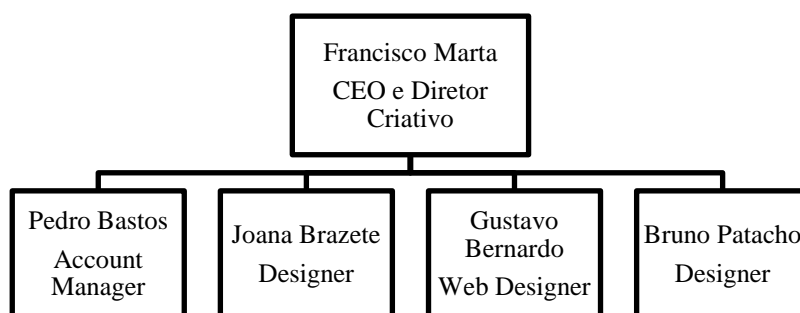 Francisco Marta
CEO e Diretor
Criativo
Pedro Bastos
Account
Manager
Joana Brazete
Designer
Gustavo
Bernardo
Web Designer
Bruno Patacho
Designer